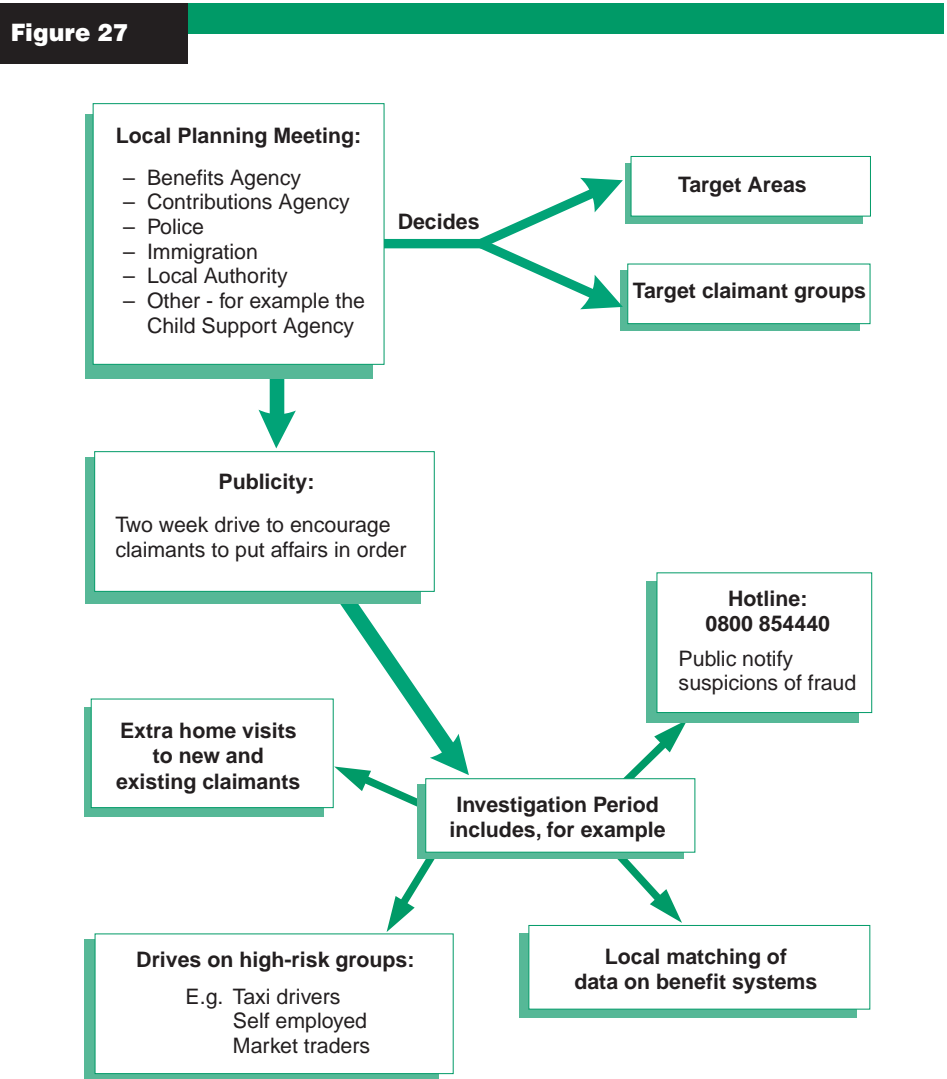 Figure 27
Local Planning Meeting:
– Benefits Agency
– Contributions Agency
– Police
– Immigration
– Local Authority
– Other - for example the
Child Support Agency
Decides
Target Areas
Target claimant groups
Publicity:
Two week drive to encourage
claimants to put affairs in order
Hotline:
0800 854440
Public notify
suspicions of fraud
Extra home visits
to new and
existing claimants
Investigation Period
includes, for example
Drives on high-risk groups:
E.g. Taxi drivers
Self employed
Market traders
Local matching of
data on benefit systems